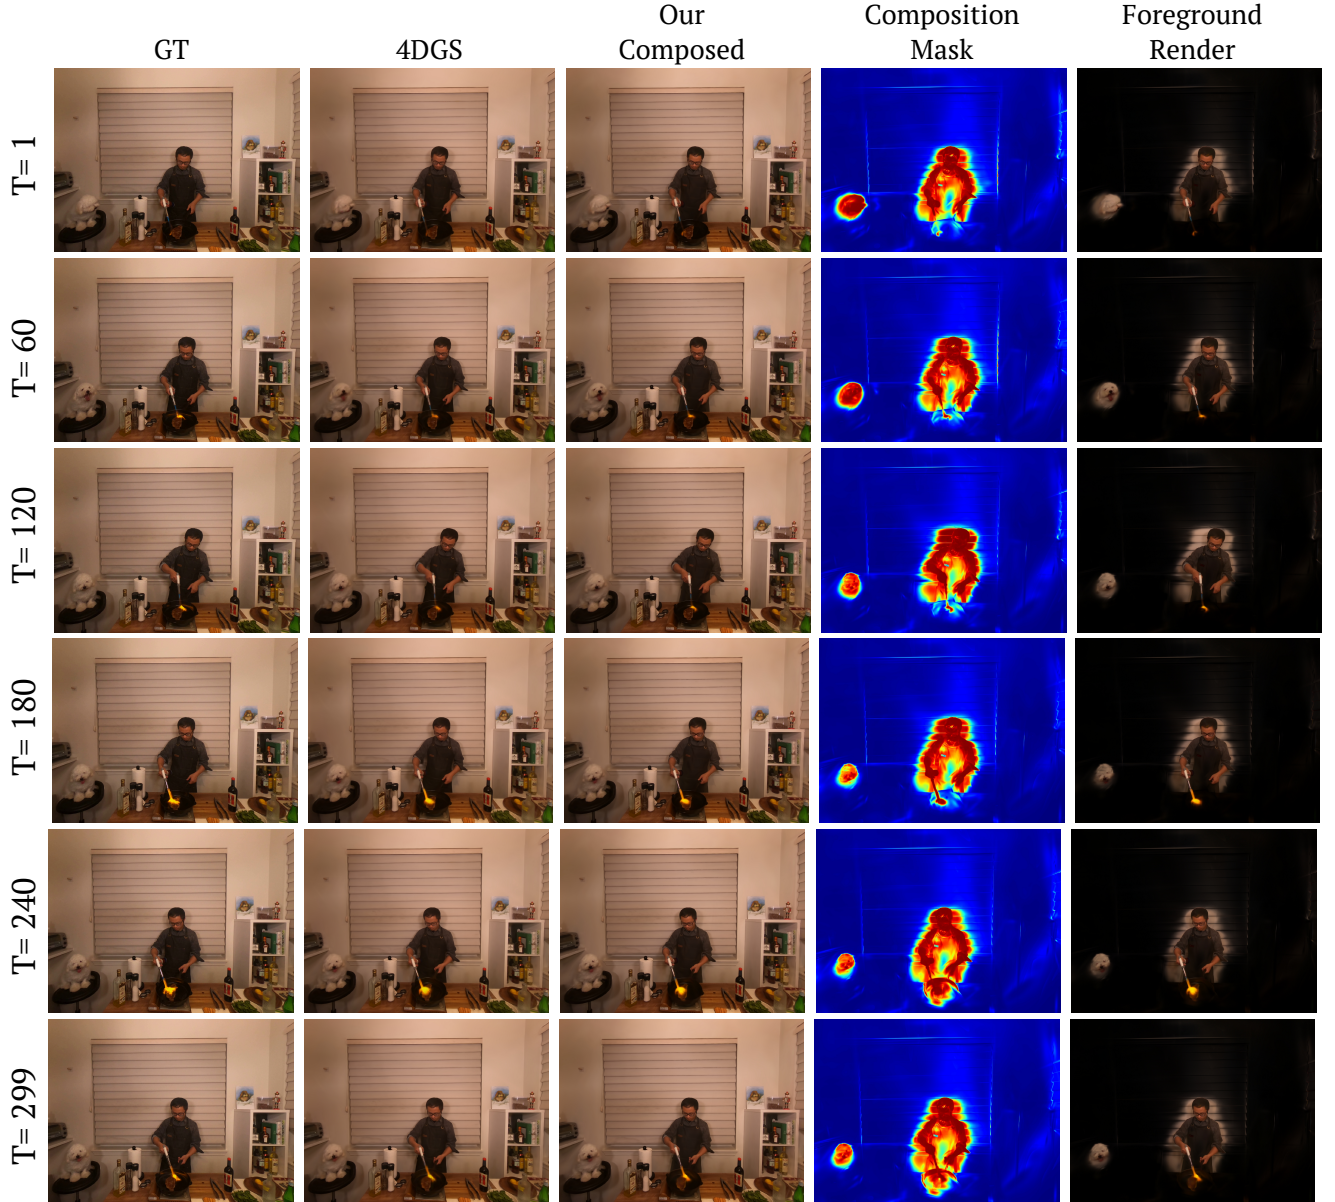 Our Composition Foreground
GT 4DGS Composed Mask Render
T= 1
T= 60
T= 120
T= 180
T= 240
T= 299